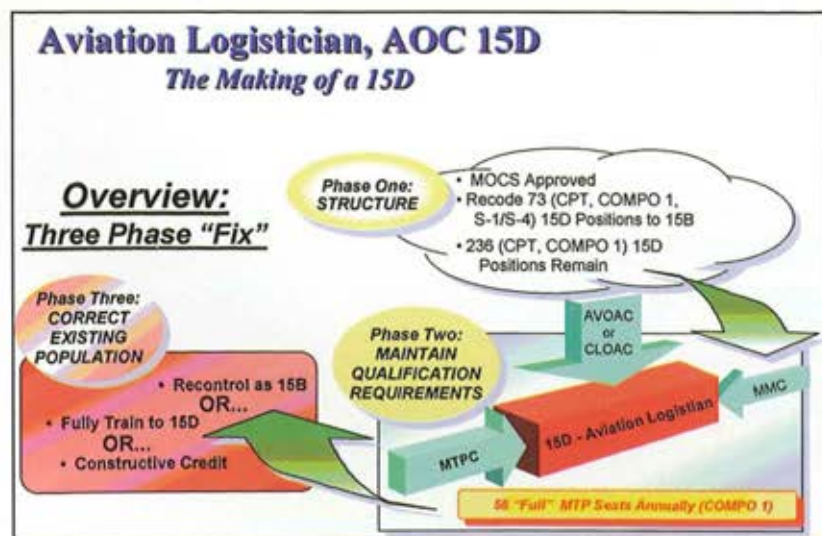 Aviation Logistician, AOC 15D
The Making of a 15D
Overview:
Three Phase "Fix"
Phase One:
STRUCTURE
• MOCS Approved
• Recode 73 (CPT, COMPO 1,
S-1/S-4) 15D Positions to 15B
• 236 (CPT, COMPO 1) 15D
Positions Remain
Phase Two:
MAINTAIN
QUALIFICATION
REQUIREMENTS
AVOAC
or
CLOAC
MMC
MTPC
15D - Aviation Logistian
56 "Full" MTP Seats Annually (COMPO 1)
Phase Three:
CORRECT
EXISTING
POPULATION
• Recontrol as 15B
OR...
• Fully Train to 15D
OR...
• Constructive Credit